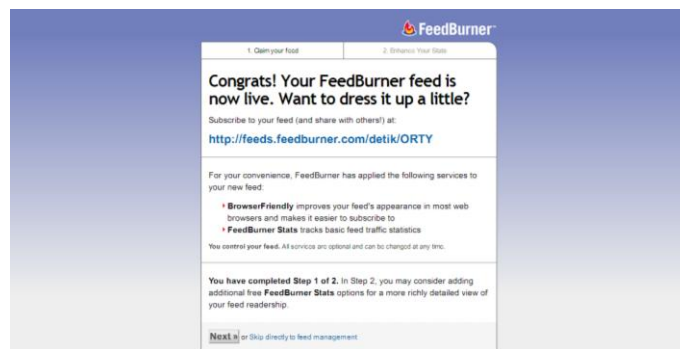 FeedBurner
1. Claim your feed
2. Enhance Your Stats
Congrats! Your FeedBurner feed is
now live. Want to dress it up a little?
Subscribe to your feed (and share with others!) at:
http://feeds.feedburner.com/detik/ORTY
For your convenience, FeedBurner has applied the following services to
your new feed:
BrowserFriendly improves your feed's appearance in most web
browsers and makes it easier to subscribe to
FeedBurner Stats tracks basic feed traffic statistics
You control your feed. All services are optional and can be changed at any time.
You have completed Step 1 of 2. In Step 2, you may consider adding
additional free FeedBurner Stats options for a more richly detailed view of
your feed readership.
Next » or Skip directly to feed management